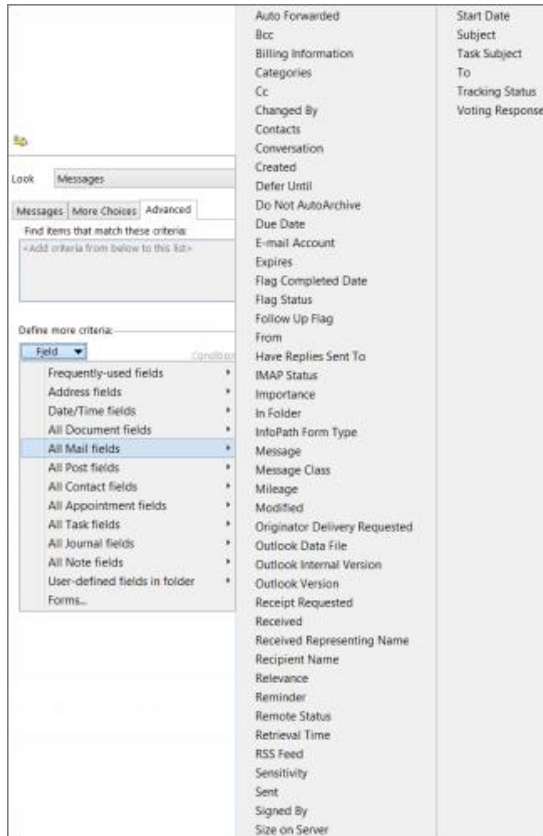 Look Messages
Messages More Choices Advanced
Find items that match these criteria:
<Add criteria from below to this list>
Define more criteria:
Field
Condition
Frequently-used fields
Address fields
Date/Time fields
All Document fields
All Mail fields
All Post fields
All Contact fields
All Appointment fields
All Task fields
All Journal fields
All Note fields
User-defined fields in folder
Forms...
Auto Forwarded
Bcc
Billing Information
Categories
Cc
Changed By
Contacts
Conversation
Created
Defer Until
Do Not AutoArchive
Due Date
E-mail Account
Expires
Flag Completed Date
Flag Status
Follow Up Flag
From
Have Replies Sent To
IMAP Status
Importance
In Folder
InfoPath Form Type
Message
Message Class
Mileage
Modified
Originator Delivery Requested
Outlook Data File
Outlook Internal Version
Outlook Version
Receipt Requested
Received
Received Representing Name
Recipient Name
Relevance
Reminder
Remote Status
Retrieval Time
RSS Feed
Sensitivity
Sent
Signed By
Size on Server
Start Date
Subject
Task Subject
To
Tracking Status
Voting Response